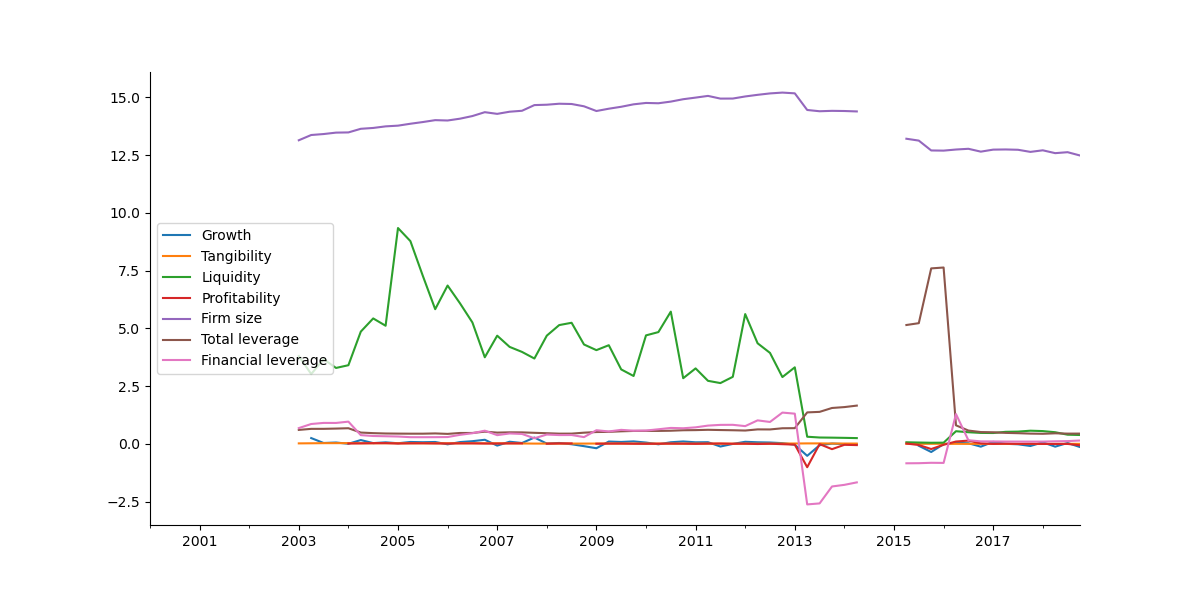 15.0
12.5
10.0
7.5
5.0
2.5
0.0
−2.5
Growth
Tangibility
Liquidity
Profitability
Firm size
Total leverage
Financial leverage
2001 2003 2005 2007 2009 2011 2013 2015 2017